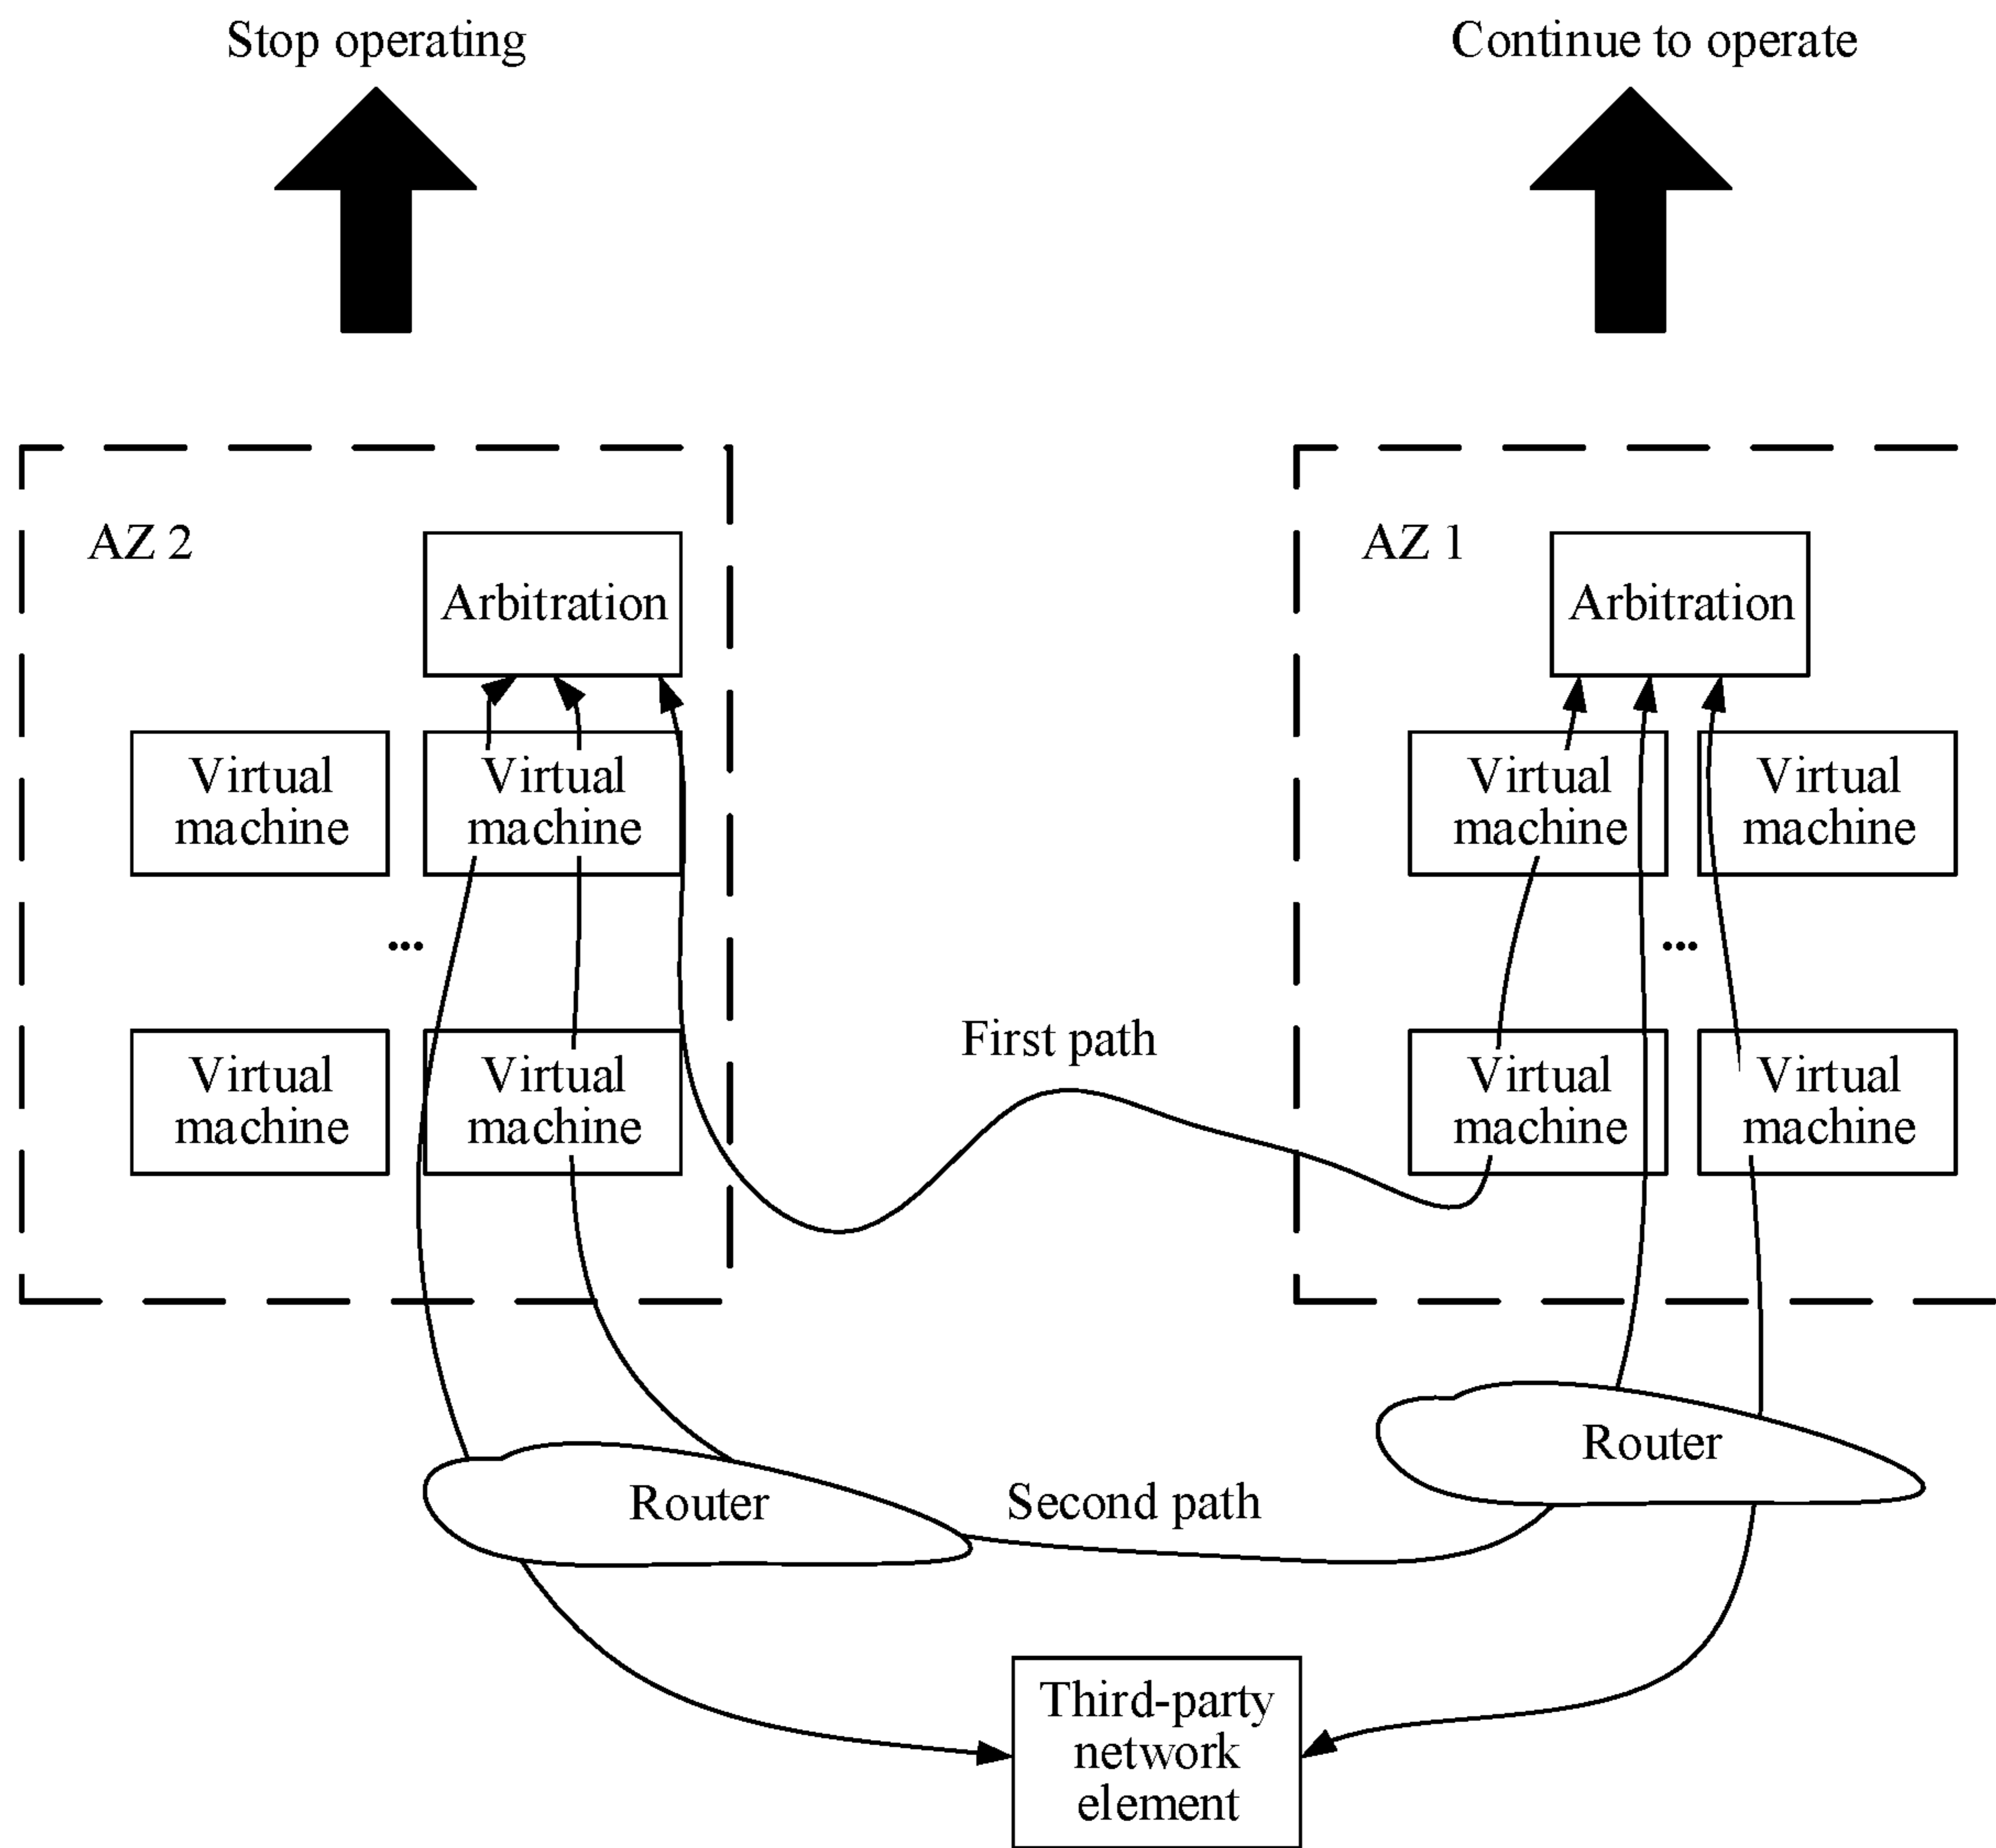 Stop operating
Continue to operate
AZ 2
Arbitration
AZ 1
Arbitration
Virtual
machine
Virtual
machine
Virtual
machine
Virtual
machine
...
...
First path
Virtual
machine
Virtual
machine
Virtual
machine
Virtual
machine
Router
Router
Second path
Third-party
network
element